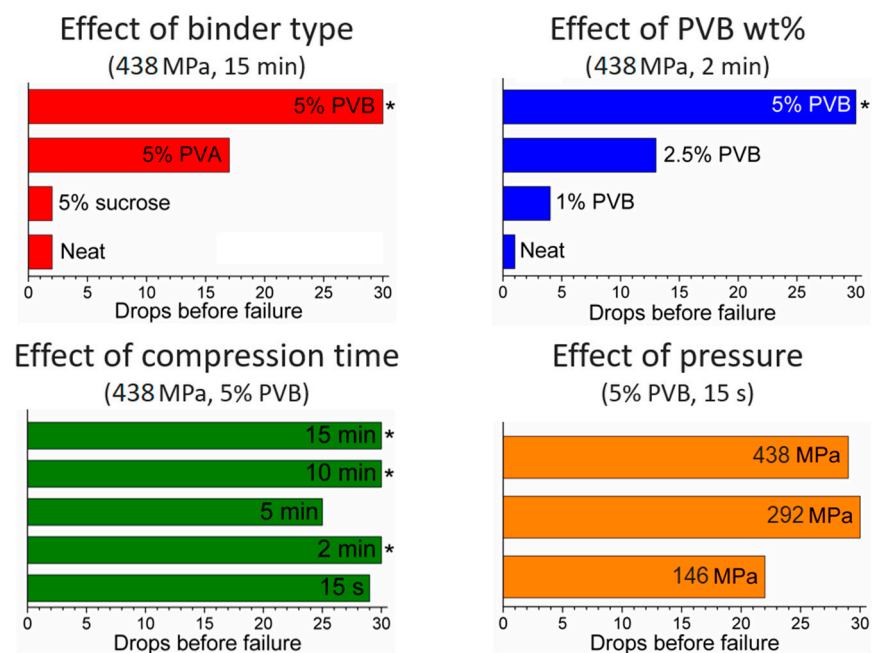 Effect of binder type
(438 MPa, 15 min)
5% PVB *
5% PVA
5% sucrose
Neat
0 5 10 15 20 25 30
Drops before failure
Effect of PVB wt%
(438 MPa, 2 min)
5% PVB *
2.5% PVB
1% PVB
Neat
0 5 10 15 20 25 30
Drops before failure
Effect of compression time
(438 MPa, 5% PVB)
15 min *
10 min *
5 min
2 min *
15 s
0 5 10 15 20 25 30
Drops before failure
Effect of pressure
(5% PVB, 15 s)
438 MPa
292 MPa
146 MPa
0 5 10 15 20 25 30
Drops before failure